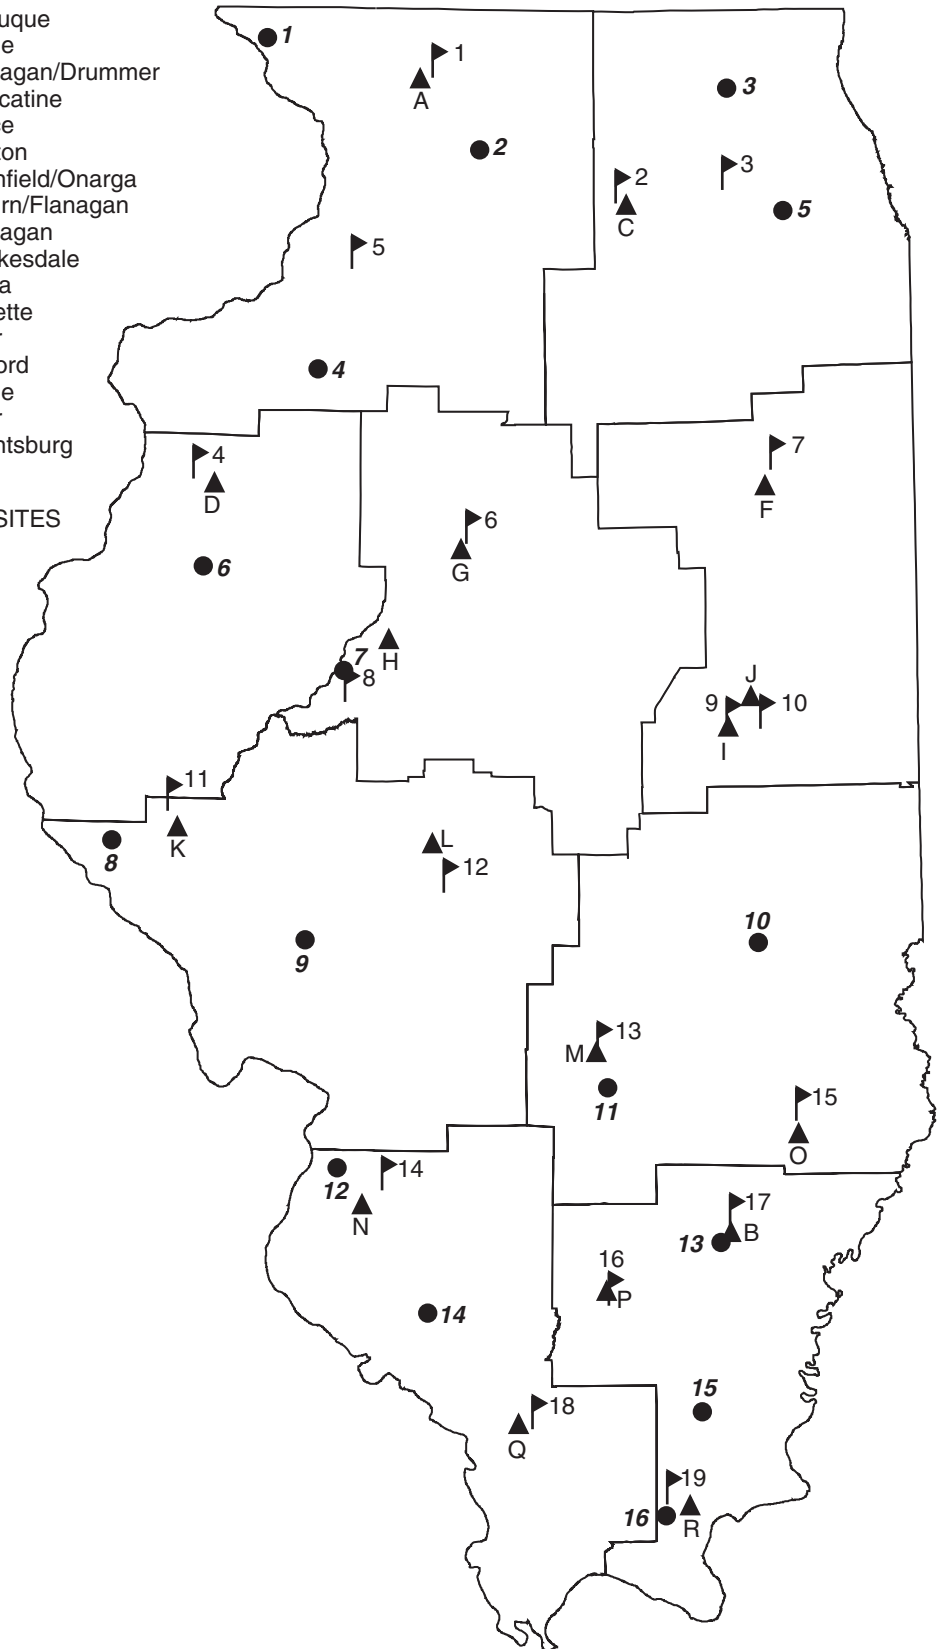 uque
e
agan/Drummer
catine
ce
ton
nfield/Onarga
rn/Flanagan
agan
kesdale
a
ette
r
ord
e
r
ntsburg
SITES
1
1
A
3
2
3
2
5
C
5
4
4
7
D
F
6
6
G
7
H
8
J
9
10
I
11
K
8
L
12
10
9
13
M
11
15
O
14
12
N
17
13
B
16
P
14
15
18
Q
19
16
R